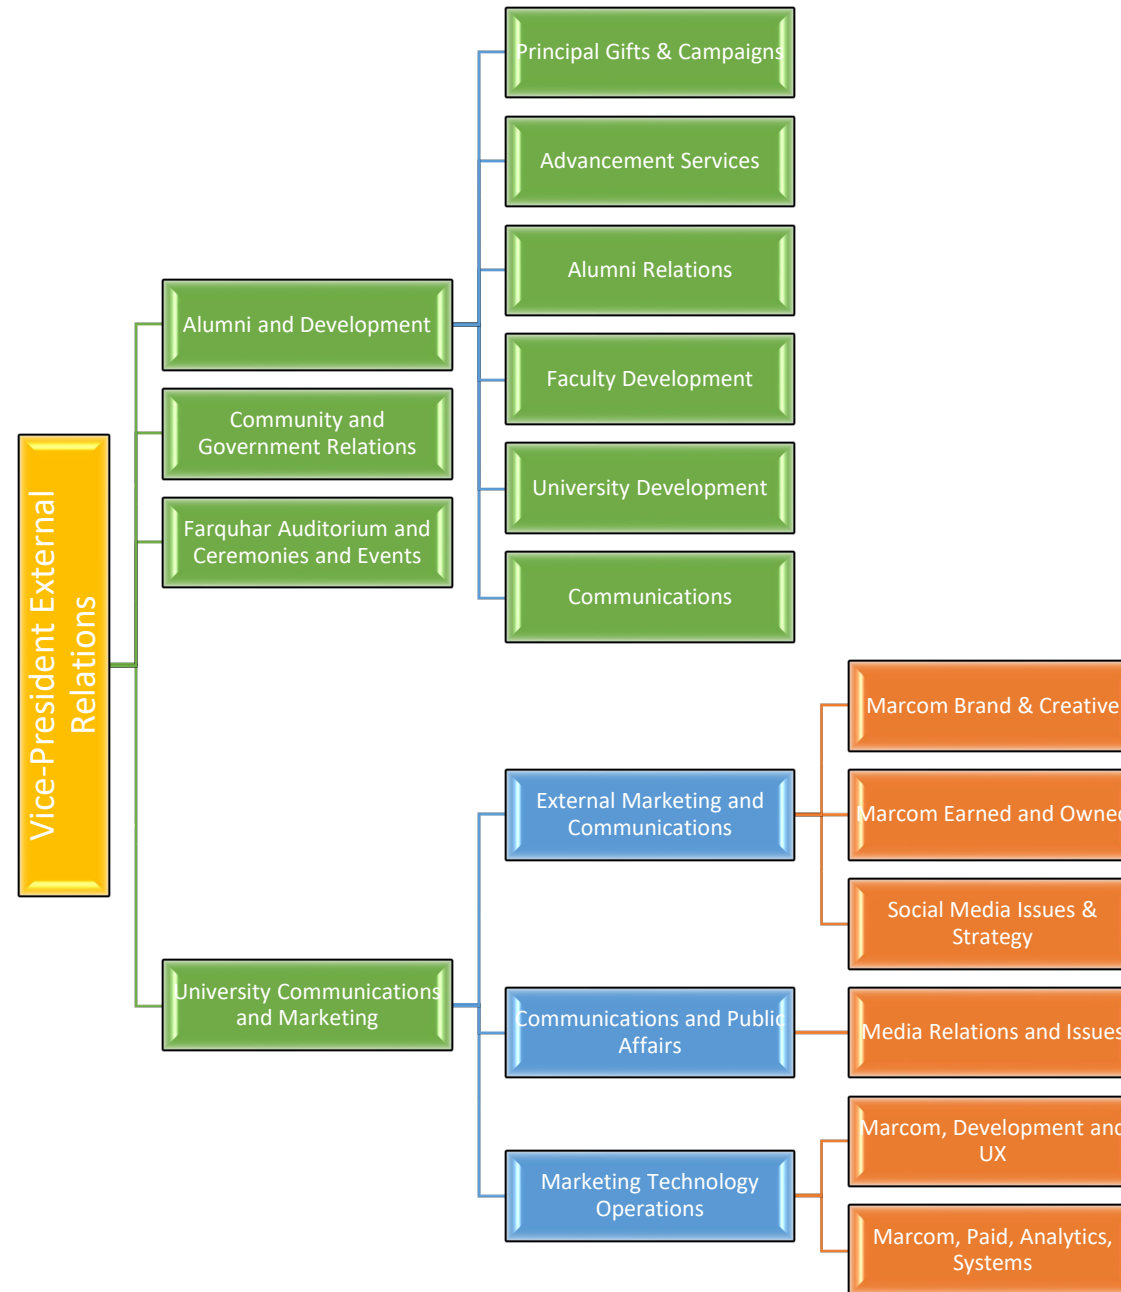 Principal Gifts & Campaigns
Advancement Services
Alumni Relations
Alumni and Development
Faculty Development
Community and
Government Relations
University Development
Farquhar Auditorium and
Ceremonies and Events
Communications
Vice-President External
Relations
Marcom Brand & Creative
External Marketing and
Communications
Marcom Earned and Owned
Social Media Issues &
Strategy
University Communications
and Marketing
Communications and Public
Affairs
Media Relations and Issues
Marcom, Development and
UX
Marketing Technology
Operations
Marcom, Paid, Analytics,
Systems